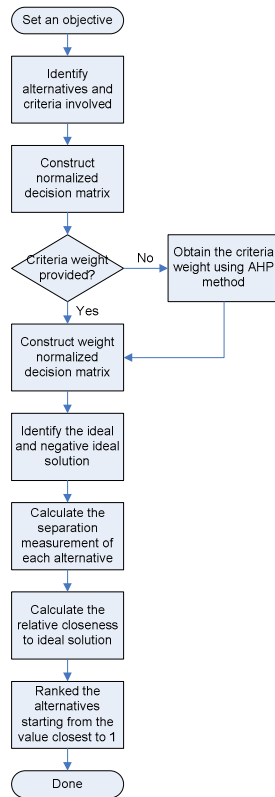 Set an objective
Identify
alternatives and
criteria involved
Construct
normalized
decision matrix
Criteria weight
provided?
No
Obtain the criteria
weight using AHP
method
Yes
Construct weight
normalized
decision matrix
Identify the ideal
and negative ideal
solution
Calculate the
separation
measurement of
each alternative
Calculate the
relative closeness
to ideal solution
Ranked the
alternatives
starting from the
value closest to 1
Done